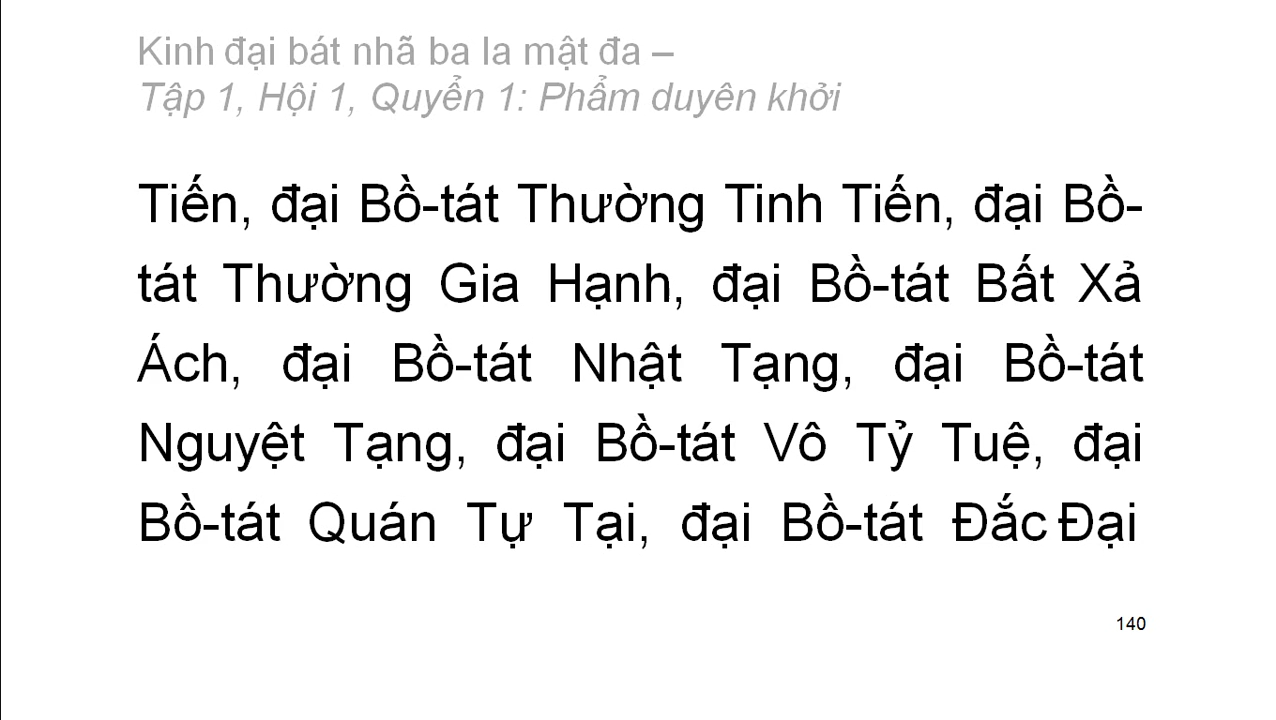 Kinh đại bát nhã ba la mật đa –
Tập 1, Hội 1, Quyển 1: Phẩm duyên khởi
Tiến, đại Bồ-tát Thường Tinh Tiến, đại Bồ-
tát Thường Gia Hạnh, đại Bồ-tát Bất Xả
Ách, đại Bồ-tát Nhật Tạng, đại Bồ-tát
Nguyệt Tạng, đại Bồ-tát Vô Tỷ Tuệ, đại
Bồ-tát Quán Tự Tại, đại Bồ-tát Đắc Đại
140